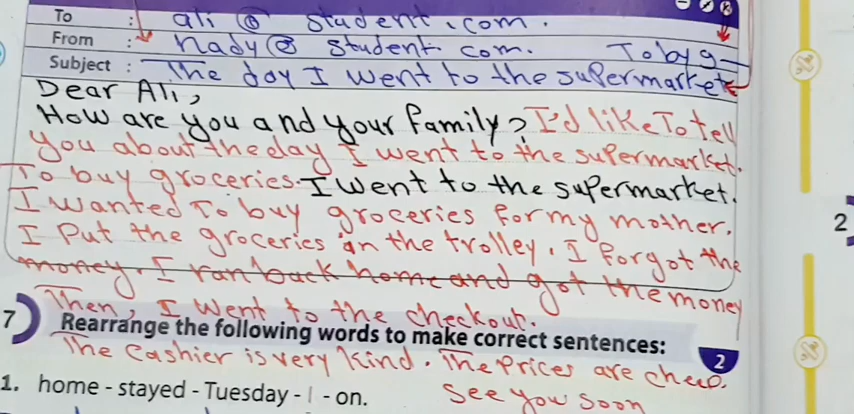 To : ali @ student.com.
From : hady @ student.com. To buy g
Subject : The day I went to the supermarket
Dear Ali,
How are you and your family? I'd like To tell
you about the day I went to the supermarket.
To buy groceries. I went to the supermarket.
I wanted To buy groceries for my mother. 2
I Put the groceries in the trolley. I forgot the
money. I ran back home and got the money
Then, I went to the checkout.
7 Rearrange the following words to make correct sentences: 2
The cashier is very kind. The prices are cheap.
1. home - stayed - Tuesday - I - on.
See you soon